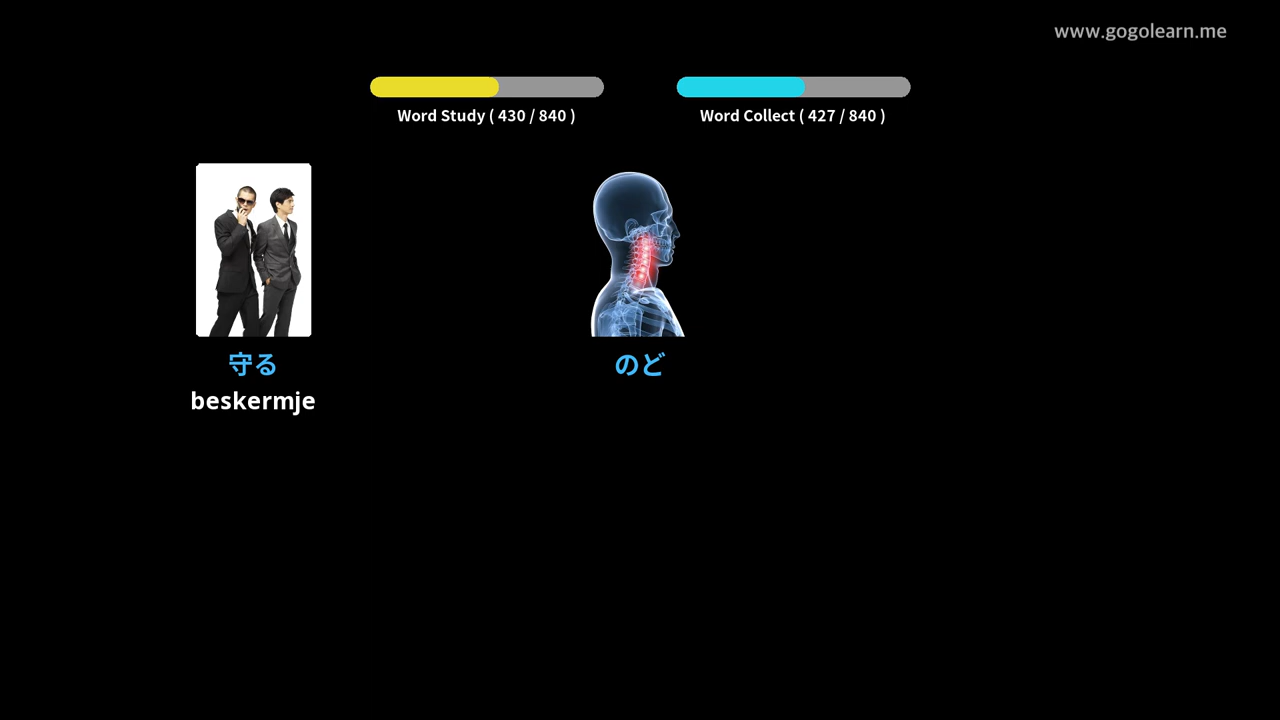 www.gogolearn.me
Word Study ( 430 / 840 )
Word Collect ( 427 / 840 )
守る
beskermje
のど